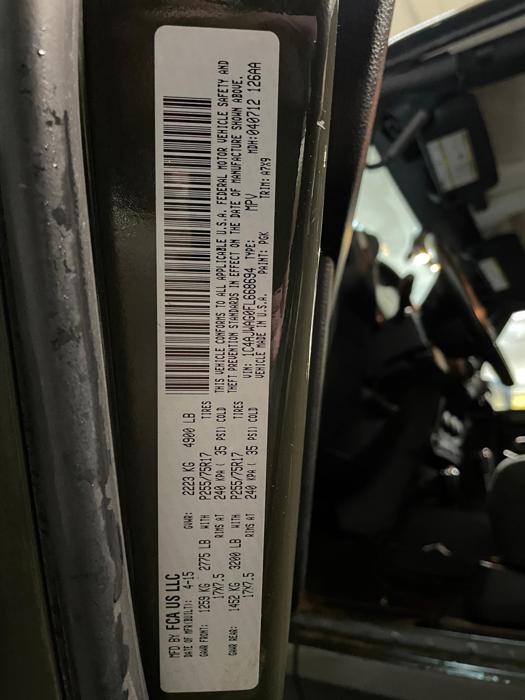 MFD BY FCA US LLC
DATE OF MFR(BUILT): 4-15 GVWR: 2223 KG 4900 LB
GAWR FRONT: 1259 KG 2775 LB WITH P255/75R17 TIRES
17X7.5 RIMS AT 240 KPA ( 35 PSI) COLD
GAWR REAR: 1452 KG 3200 LB WITH P255/75R17 TIRES
17X7.5 RIMS AT 240 KPA ( 35 PSI) COLD
THIS VEHICLE CONFORMS TO ALL APPLICABLE U.S.A. FEDERAL MOTOR VEHICLE SAFETY AND
THEFT PREVENTION STANDARDS IN EFFECT ON THE DATE OF MANUFACTURE SHOWN ABOVE.
VIN: 1C4AJWAG0FL668694 TYPE: MPV MDH:040712 126AA
VEHICLE MADE IN U.S.A. PAINT: PGK TRIM: A7X9